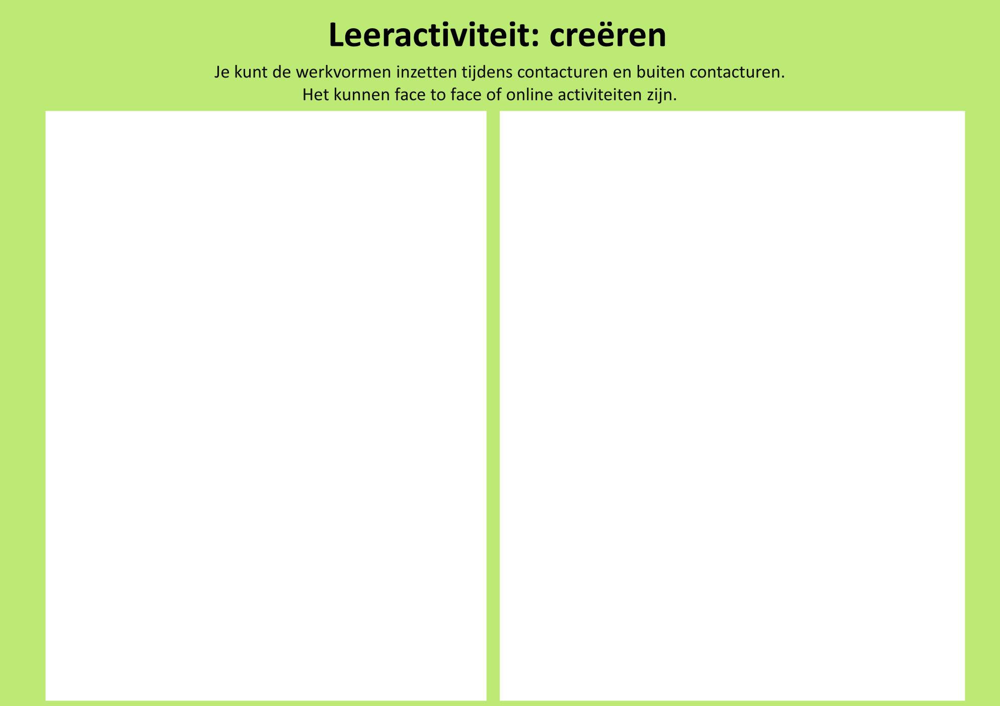 Leeractiviteit: creëren
Je kunt de werkvormen inzetten tijdens contacturen en buiten contacturen.
Het kunnen face to face of online activiteiten zijn.